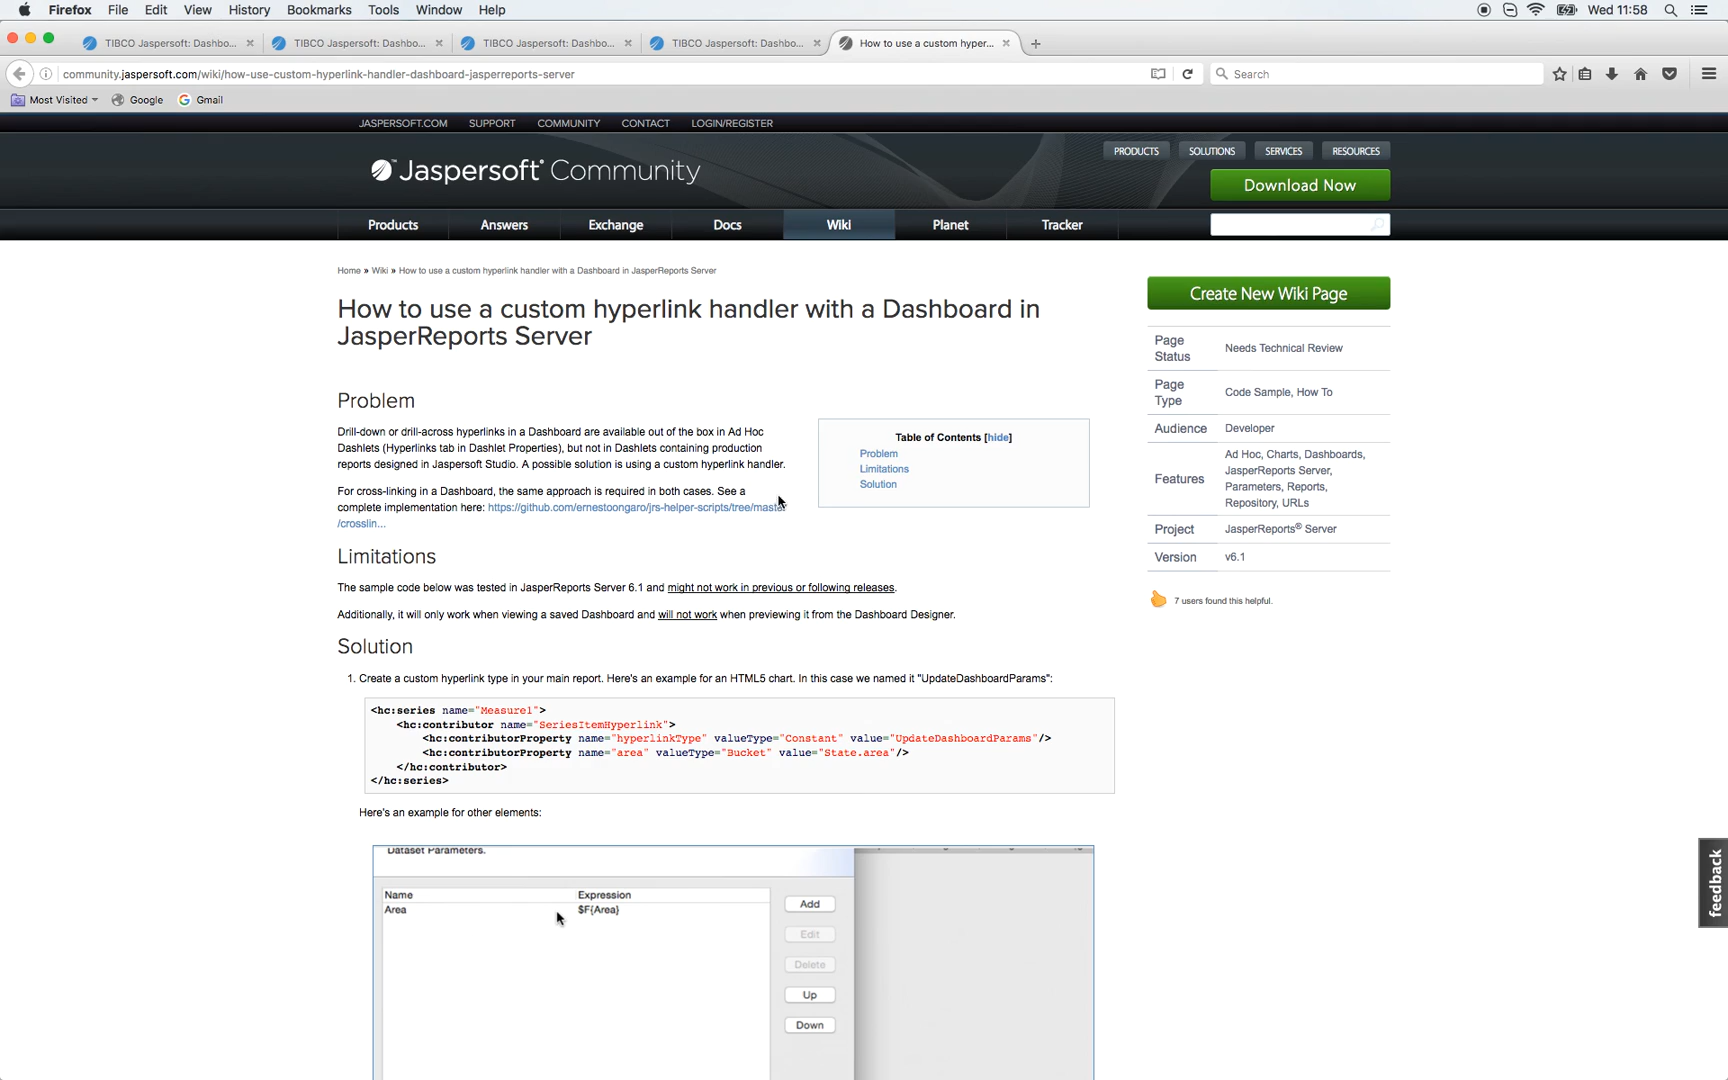 Firefox File Edit View History Bookmarks Tools Window Help Wed 11:58
TIBCO Jaspersoft: Dashbo... TIBCO Jaspersoft: Dashbo... TIBCO Jaspersoft: Dashbo... TIBCO Jaspersoft: Dashbo... How to use a custom hyper...
community.jaspersoft.com/wiki/how-use-custom-hyperlink-handler-dashboard-jasperreports-server Search
Most Visited Google Gmail
JASPERSOFT.COM SUPPORT COMMUNITY CONTACT LOGIN/REGISTER
PRODUCTS SOLUTIONS SERVICES RESOURCES
Jaspersoft Community
Download Now
Products Answers Exchange Docs Wiki Planet Tracker
Home » Wiki » How to use a custom hyperlink handler with a Dashboard in JasperReports Server
How to use a custom hyperlink handler with a Dashboard in
JasperReports Server
Problem
Drill-down or drill-across hyperlinks in a Dashboard are available out of the box in Ad Hoc
Dashlets (Hyperlinks tab in Dashlet Properties), but not in Dashlets containing production
reports designed in Jaspersoft Studio. A possible solution is using a custom hyperlink handler.
For cross-linking in a Dashboard, the same approach is required in both cases. See a
complete implementation here: https://github.com/ernestoongaro/jrs-helper-scripts/tree/master
/crosslin...
Table of Contents [hide]
Problem
Limitations
Solution
Limitations
The sample code below was tested in JasperReports Server 6.1 and might not work in previous or following releases.
Additionally, it will only work when viewing a saved Dashboard and will not work when previewing it from the Dashboard Designer.
Solution
1. Create a custom hyperlink type in your main report. Here's an example for an HTML5 chart. In this case we named it "UpdateDashboardParams":
<hc:series name="Measure1">
<hc:contributor name="SeriesItemHyperlink">
<hc:contributorProperty name="hyperlinkType" valueType="Constant" value="UpdateDashboardParams"/>
<hc:contributorProperty name="area" valueType="Bucket" value="State.area"/>
</hc:contributor>
</hc:series>
Here's an example for other elements:
Dataset Parameters.
Name Expression
Area $F{Area}
Add
Edit
Delete
Up
Down
Create New Wiki Page
Page
Status
Needs Technical Review
Page
Type
Code Sample, How To
Audience Developer
Features
Ad Hoc, Charts, Dashboards,
JasperReports Server,
Parameters, Reports,
Repository, URLs
Project JasperReports® Server
Version v6.1
7 users found this helpful.
feedback